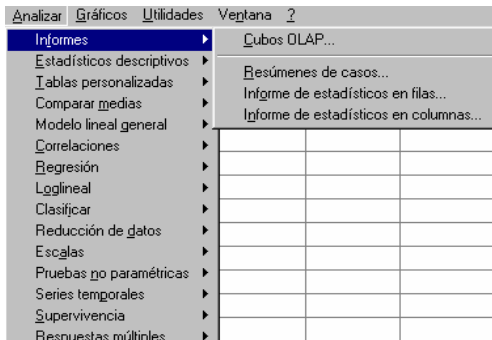 Analizar Gráficos Utilidades Ventana ?
Informes
Estadísticos descriptivos
Tablas personalizadas
Comparar medias
Modelo lineal general
Correlaciones
Regresión
Loglineal
Clasificar
Reducción de datos
Escalas
Pruebas no paramétricas
Series temporales
Supervivencia
Respuestas múltiples
Cubos OLAP...
Resúmenes de casos...
Informe de estadísticos en filas...
Informe de estadísticos en columnas...